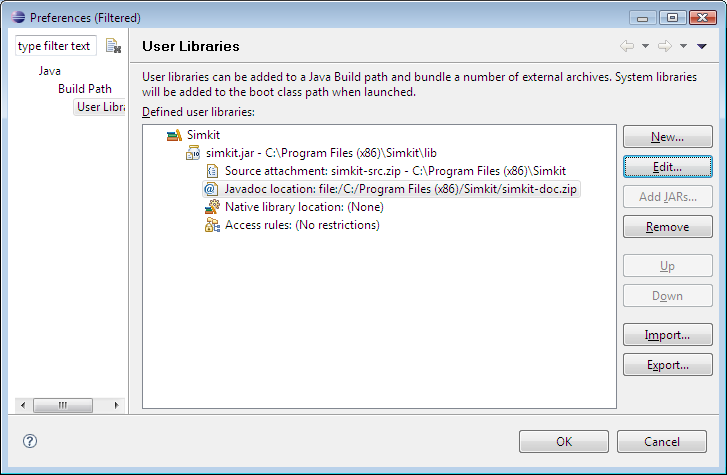 Preferences (Filtered)
type filter text
Java
Build Path
User Libra
User Libraries
User libraries can be added to a Java Build path and bundle a number of external archives. System libraries
will be added to the boot class path when launched.
Defined user libraries:
Simkit
simkit.jar - C:\Program Files (x86)\Simkit\lib
Source attachment: simkit-src.zip - C:\Program Files (x86)\Simkit
Javadoc location: file:/C:/Program Files (x86)/Simkit/simkit-doc.zip
Native library location: (None)
Access rules: (No restrictions)
New...
Edit...
Add JARs...
Remove
Up
Down
Import...
Export...
OK
Cancel